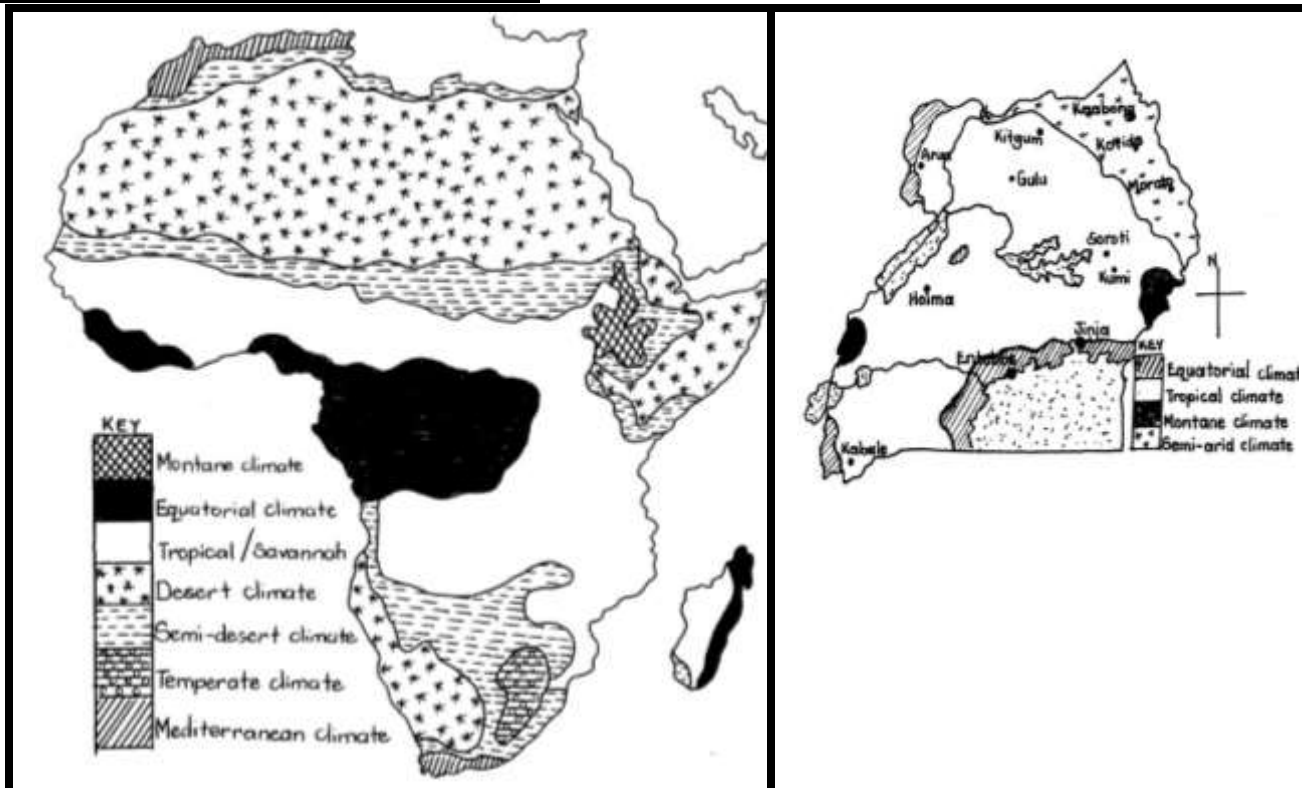 KEY
Montane climate
Equatorial climate
Tropical/Savannah
Desert climate
Semi-desert climate
Temperate climate
Mediterranean climate
Kaabong
Kitgum
Kotido
Arua
Gulu
Moroto
Soroti
Kumi
N
Hoima
Jinja
KEY
Entebbe
Equatorial climat
Tropical climate
Montane climate
Semi-arid climate
Kabale